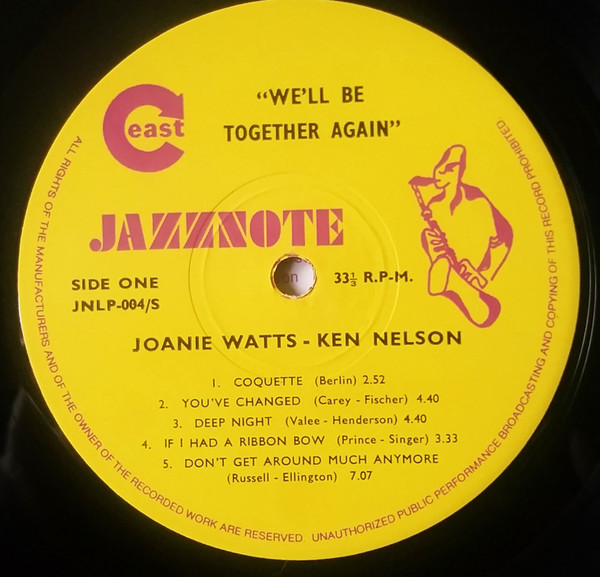 C east
"WE'LL BE
TOGETHER AGAIN"
JAZZNOTE
SIDE ONE
JNLP-004/S
33⅓ R.P-M.
JOANIE WATTS - KEN NELSON
1. COQUETTE (Berlin) 2.52
2. YOU'VE CHANGED (Carey - Fischer) 4.40
3. DEEP NIGHT (Valee - Henderson) 4.40
4. IF I HAD A RIBBON BOW (Prince - Singer) 3.33
5. DON'T GET AROUND MUCH ANYMORE
(Russell - Ellington) 7.07
ALL RIGHTS OF THE MANUFACTURERS AND OF THE OWNER OF THE RECORDED WORK ARE RESERVED. UNAUTHORIZED PUBLIC PERFORMANCE BROADCASTING AND COPYING OF THIS RECORD PROHIBITED.